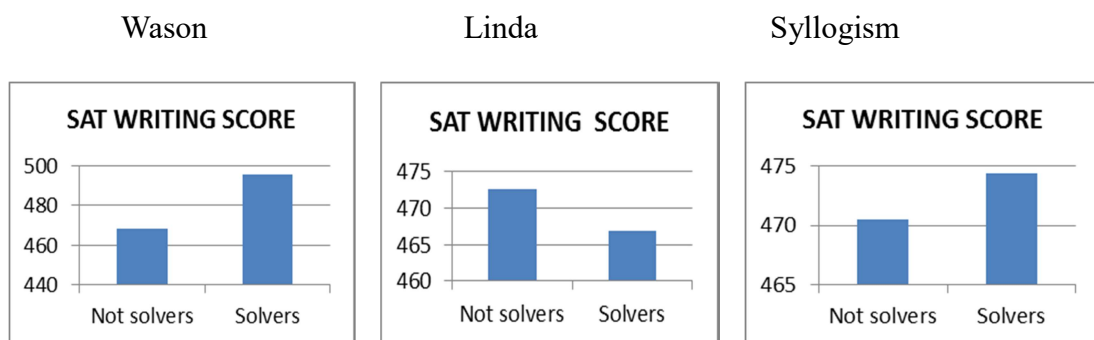 Wason Linda Syllogism
SAT WRITING SCORE
500
480
460
440
Not solvers Solvers
SAT WRITING SCORE
475
470
465
460
Not solvers Solvers
SAT WRITING SCORE
475
470
465
Not solvers Solvers